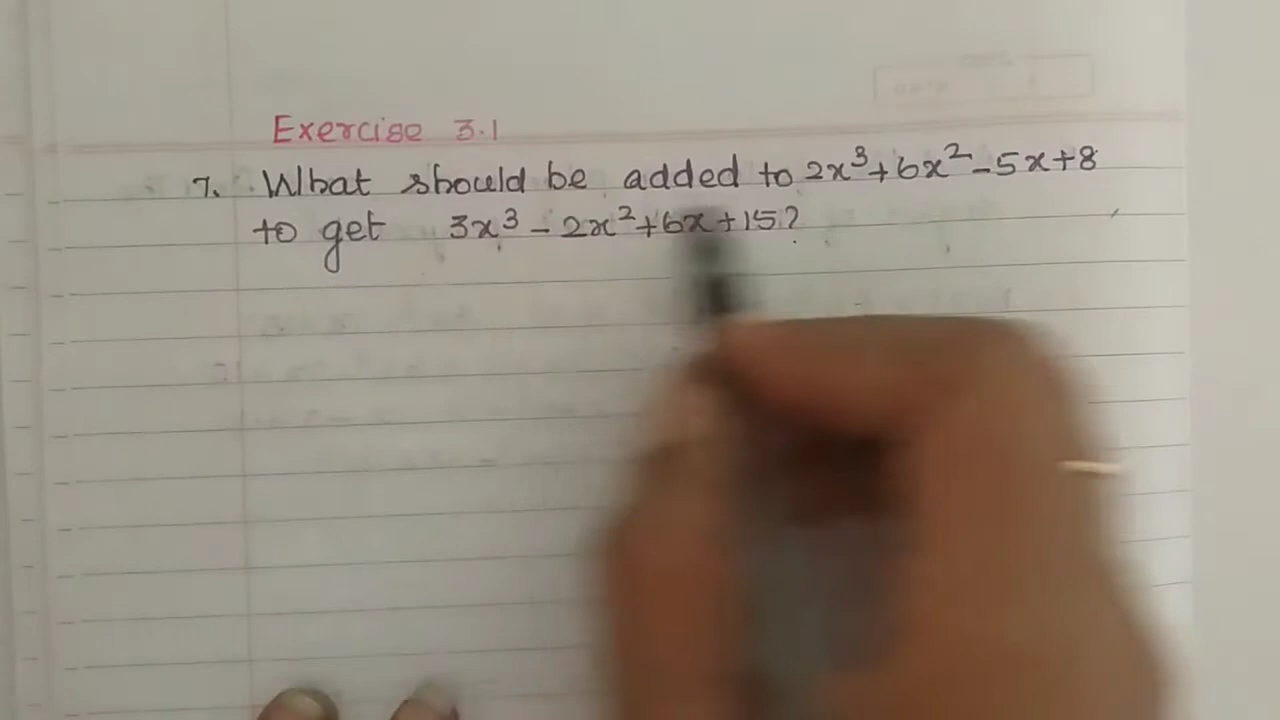 Exercise 3.1
7. What should be added to 2x³+6x²-5x+8
to get 3x³-2x²+6x+15?